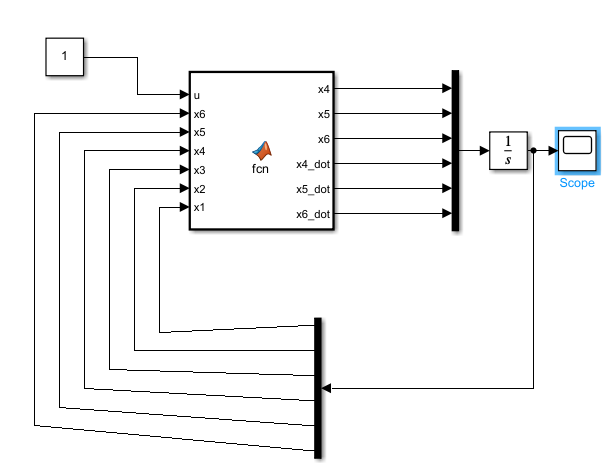 1
u
x6
x5
x4
x3
x2
x1
fcn
x4
x5
x6
x4_dot
x5_dot
x6_dot
1
s
Scope